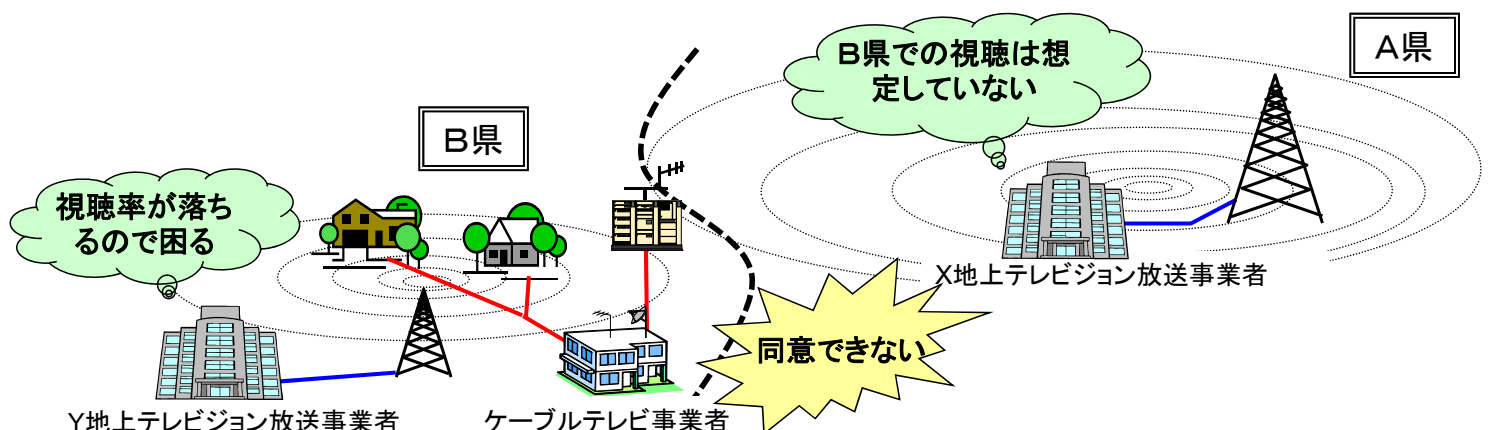 A県
B県での視聴は想
定していない
B県
視聴率が落ち
るので困る
X地上テレビジョン放送事業者
同意できない
Y地上テレビジョン放送事業者
ケーブルテレビ事業者